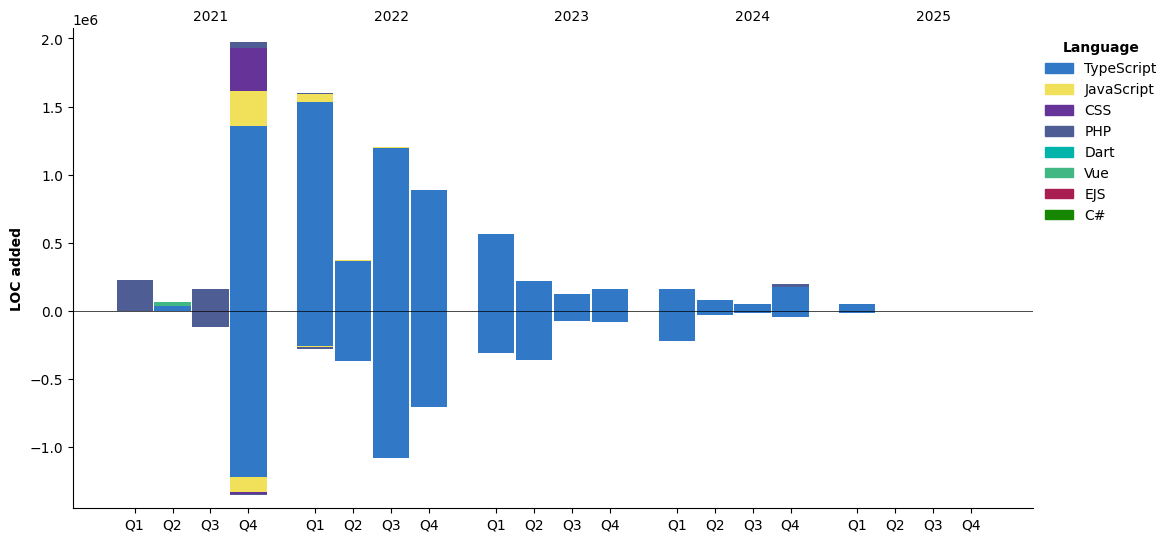 1e6
2021 2022 2023 2024 2025
2.0
1.5
1.0
0.5
0.0
−0.5
−1.0
LOC added
Q1 Q2 Q3 Q4 Q1 Q2 Q3 Q4 Q1 Q2 Q3 Q4 Q1 Q2 Q3 Q4 Q1 Q2 Q3 Q4
Language
TypeScript
JavaScript
CSS
PHP
Dart
Vue
EJS
C#